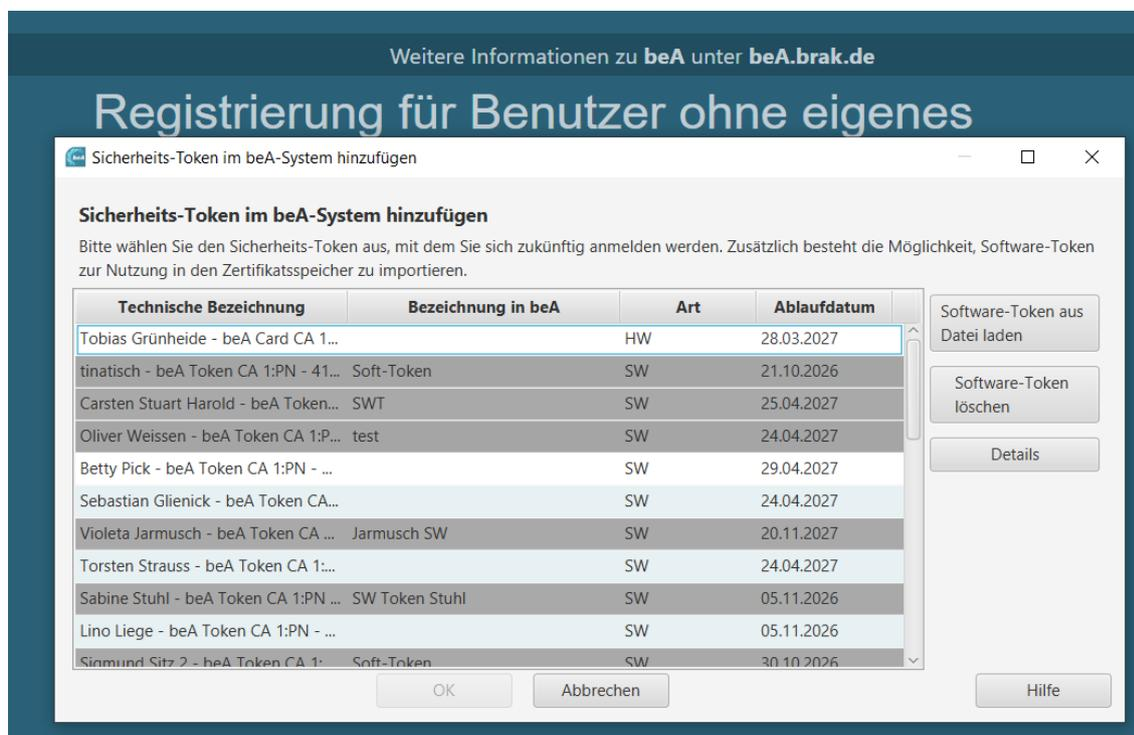 Weitere Informationen zu beA unter beA.brak.de
Registrierung für Benutzer ohne eigenes
beA Sicherheits-Token im beA-System hinzufügen
Sicherheits-Token im beA-System hinzufügen
Bitte wählen Sie den Sicherheits-Token aus, mit dem Sie sich zukünftig anmelden werden. Zusätzlich besteht die Möglichkeit, Software-Token
zur Nutzung in den Zertifikatsspeicher zu importieren.
Technische Bezeichnung Bezeichnung in beA Art Ablaufdatum
Tobias Grünheide - beA Card CA 1... HW 28.03.2027
tinatisch - beA Token CA 1:PN - 41... Soft-Token SW 21.10.2026
Carsten Stuart Harold - beA Token... SWT SW 25.04.2027
Oliver Weissen - beA Token CA 1:P... test SW 24.04.2027
Betty Pick - beA Token CA 1:PN - ... SW 29.04.2027
Sebastian Glienick - beA Token CA... SW 24.04.2027
Violeta Jarmusch - beA Token CA ... Jarmusch SW SW 20.11.2027
Torsten Strauss - beA Token CA 1:... SW 24.04.2027
Sabine Stuhl - beA Token CA 1:PN ... SW Token Stuhl SW 05.11.2026
Lino Liege - beA Token CA 1:PN - ... SW 05.11.2026
Sigmund Sitz 2 - beA Token CA 1: Soft-Token SW 30.10.2026
Software-Token aus
Datei laden
Software-Token
löschen
Details
OK Abbrechen Hilfe